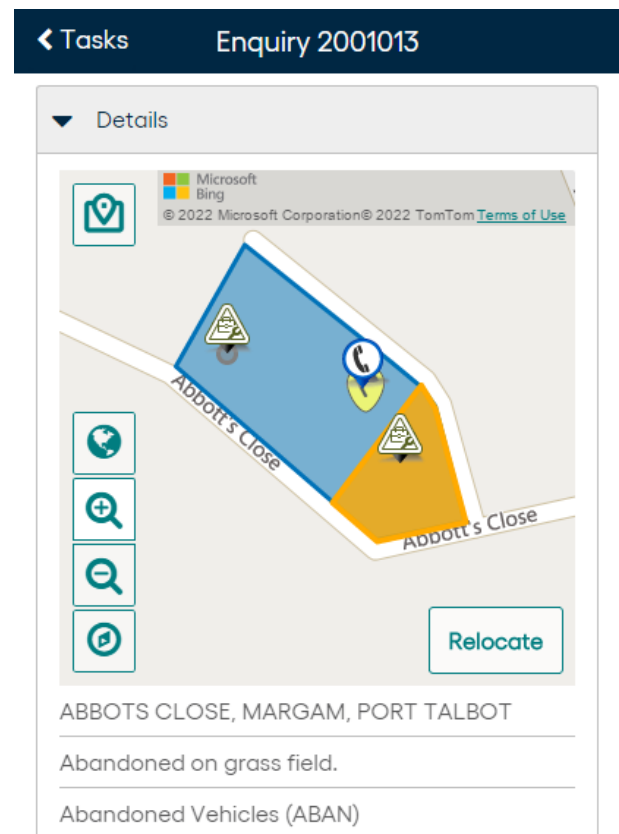 Tasks
Enquiry 2001013
Details
Microsoft
Bing
© 2022 Microsoft Corporation© 2022 TomTom Terms of Use
Abbott's Close
Abbott's Close
Relocate
ABBOTS CLOSE, MARGAM, PORT TALBOT
Abandoned on grass field.
Abandoned Vehicles (ABAN)